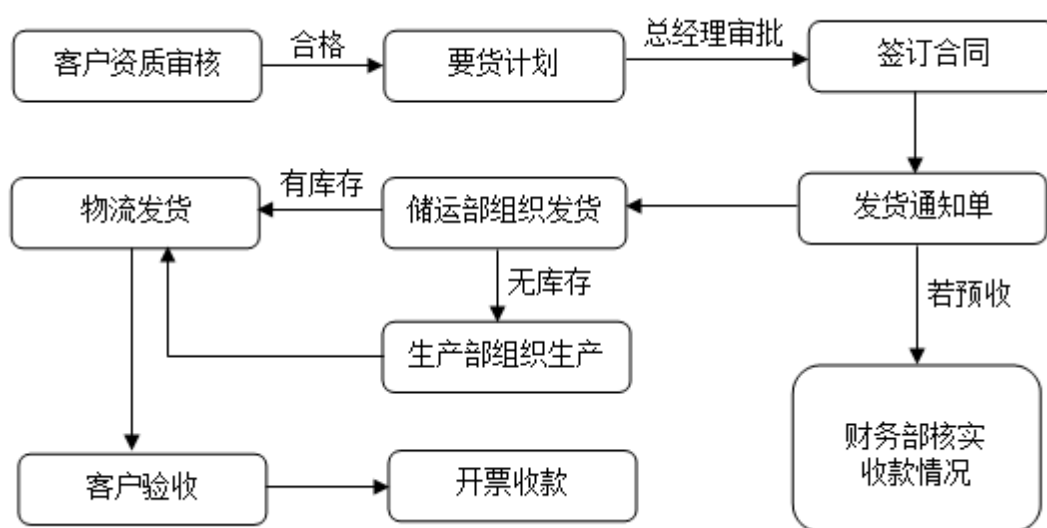 客户资质审核
合格
要货计划
总经理审批
签订合同
物流发货
有库存
储运部组织发货
发货通知单
无库存
若预收
生产部组织生产
财务部核实
收款情况
客户验收
开票收款